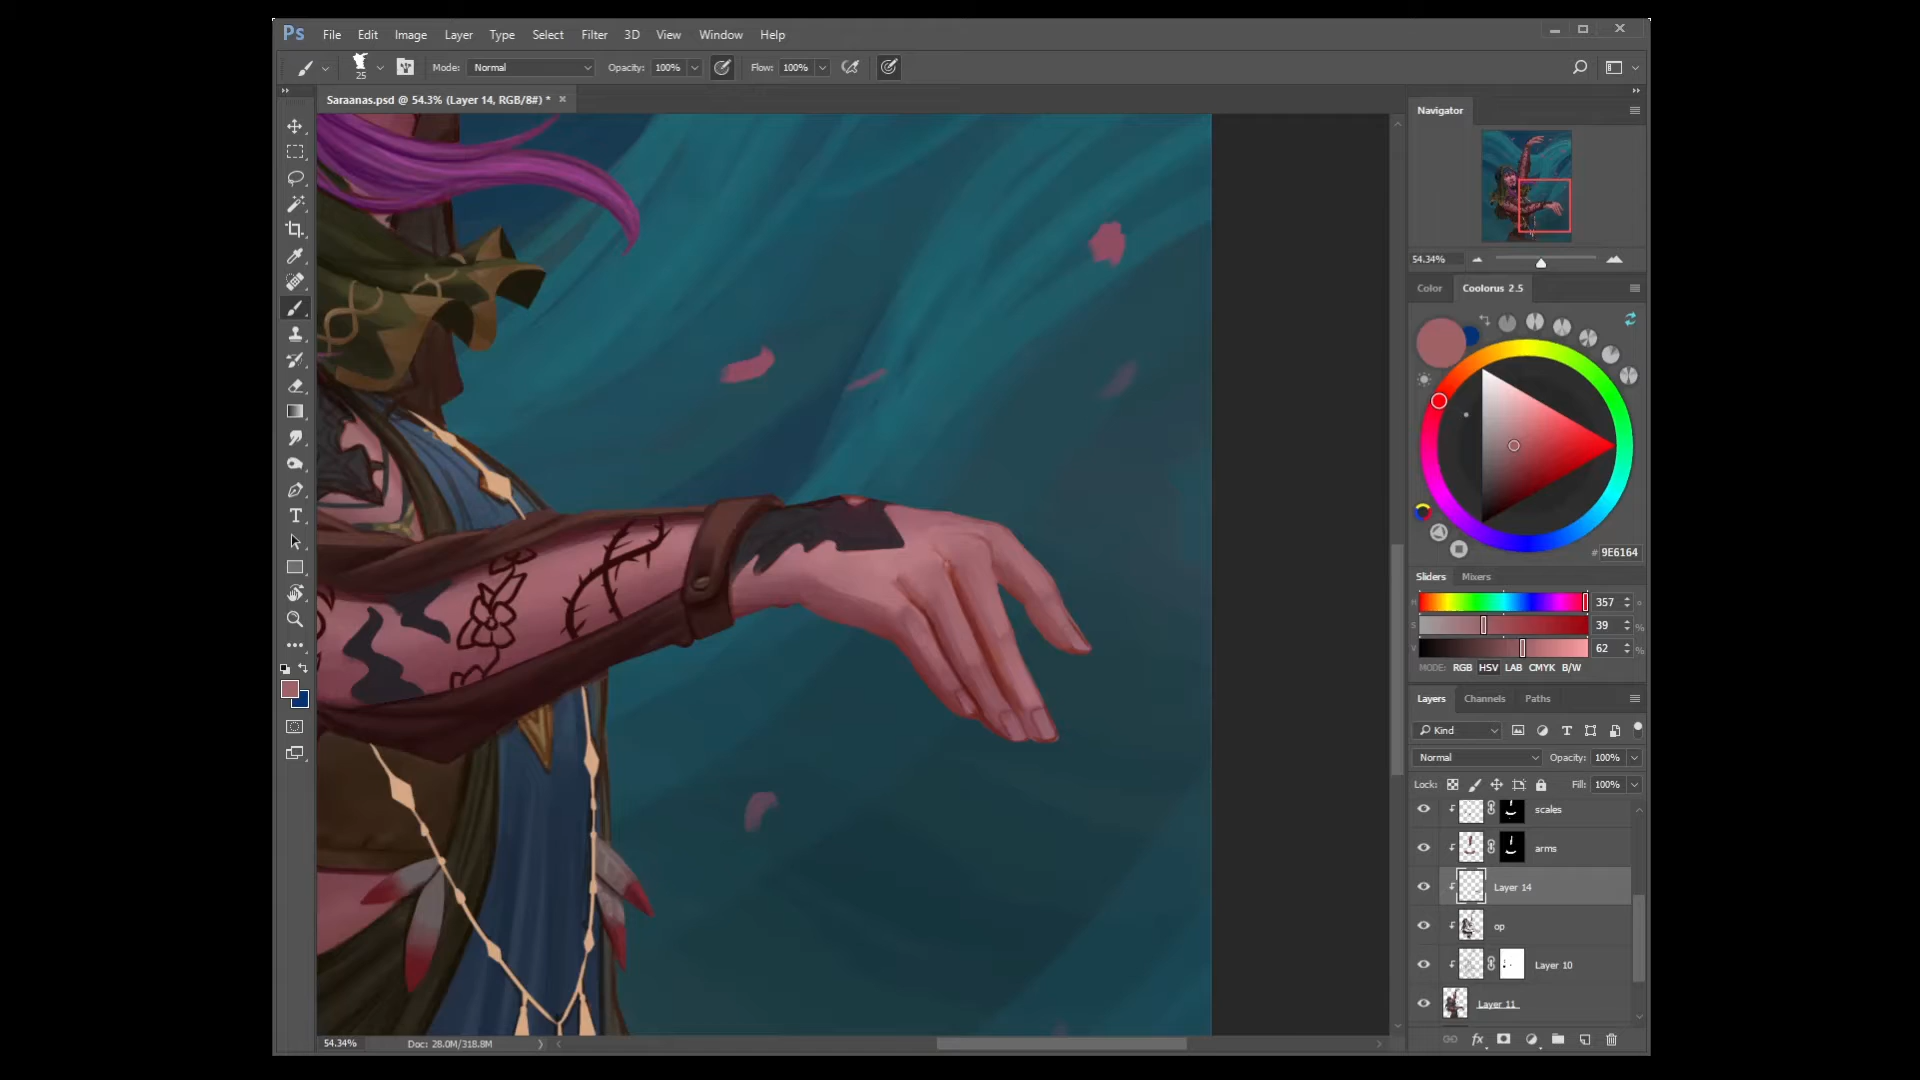 Ps File Edit Image Layer Type Select Filter 3D View Window Help
25 Mode: Normal Opacity: 100% Flow: 100%
Saraanas.psd @ 54.3% (Layer 14, RGB/8#) *
Navigator
54.34%
Color Coolorus 2.5
# 9E6164
Sliders Mixers
H 357 °
S 39 %
V 62 %
MODE: RGB HSV LAB CMYK B/W
Layers Channels Paths
Kind
Normal Opacity: 100%
Lock: Fill: 100%
scales
arms
Layer 14
op
Layer 10
Layer 11
fx
54.34% Doc: 28.0M/318.8M